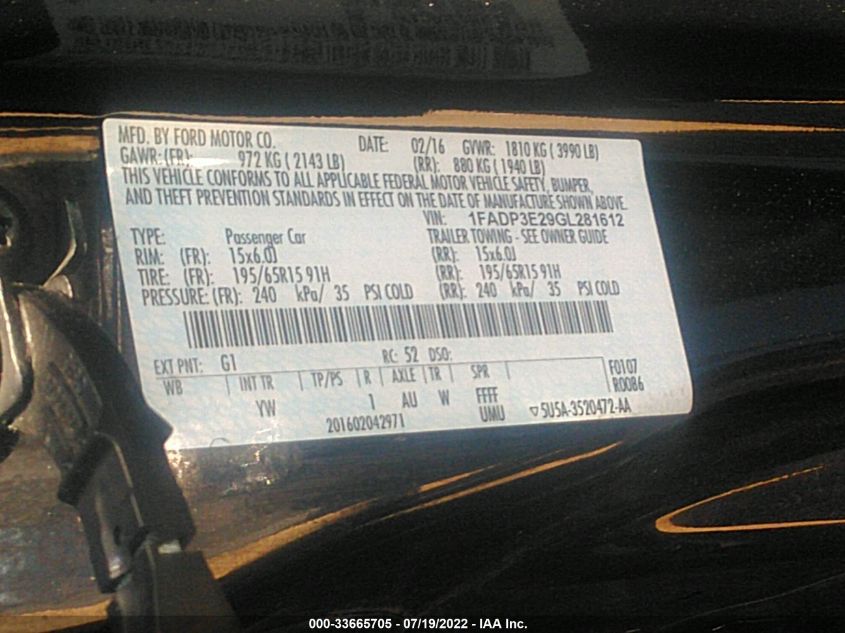 MFD. BY FORD MOTOR CO. DATE: 02/16 GVWR: 1810 KG ( 3990 LB)
GAWR: (FR): 972 KG ( 2143 LB) (RR): 880 KG ( 1940 LB)
THIS VEHICLE CONFORMS TO ALL APPLICABLE FEDERAL MOTOR VEHICLE SAFETY, BUMPER,
AND THEFT PREVENTION STANDARDS IN EFFECT ON THE DATE OF MANUFACTURE SHOWN ABOVE.
VIN: 1FADP3E29GL281612
TYPE: Passenger Car TRAILER TOWING - SEE OWNER GUIDE
RIM: (FR): 15x6.0J (RR): 15x6.0J
TIRE: (FR): 195/65R15 91H (RR): 195/65R15 91H
PRESSURE: (FR): 240 kPa/ 35 PSI COLD (RR): 240 kPa/ 35 PSI COLD
EXT PNT: G1 RC: 52 DSO:
WB INT TR TP/PS R AXLE TR SPR F0107
YW 1 AU W FFFF R0086
201602042971 UMU 5U5A-3520472-AA
000-33665705 - 07/19/2022 - IAA Inc.